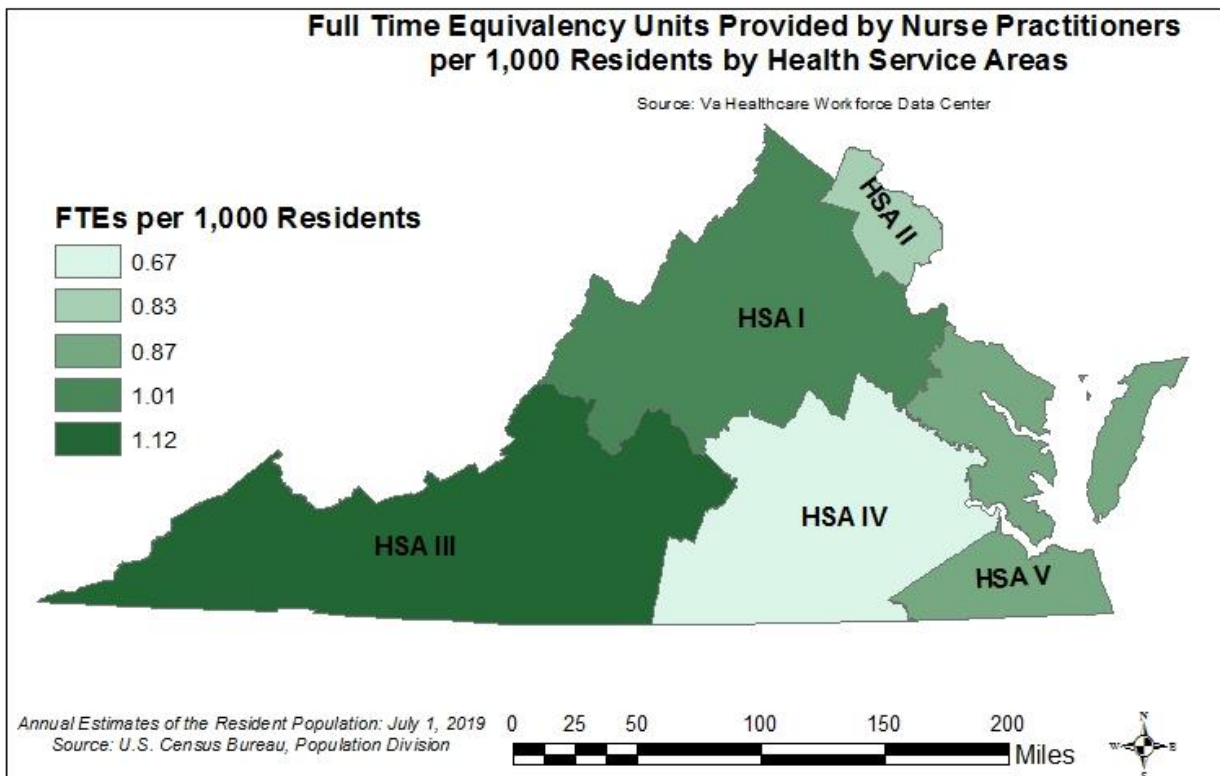 Full Time Equivalency Units Provided by Nurse Practitioners
per 1,000 Residents by Health Service Areas
Source: Va Healthcare Workforce Data Center
FTEs per 1,000 Residents
0.67
0.83
0.87
1.01
1.12
HSA II
HSA I
HSA IV
HSA III
HSA V
Annual Estimates of the Resident Population: July 1, 2019
Source: U.S. Census Bureau, Population Division
0 25 50 100 150 200
Miles
N
W E
S